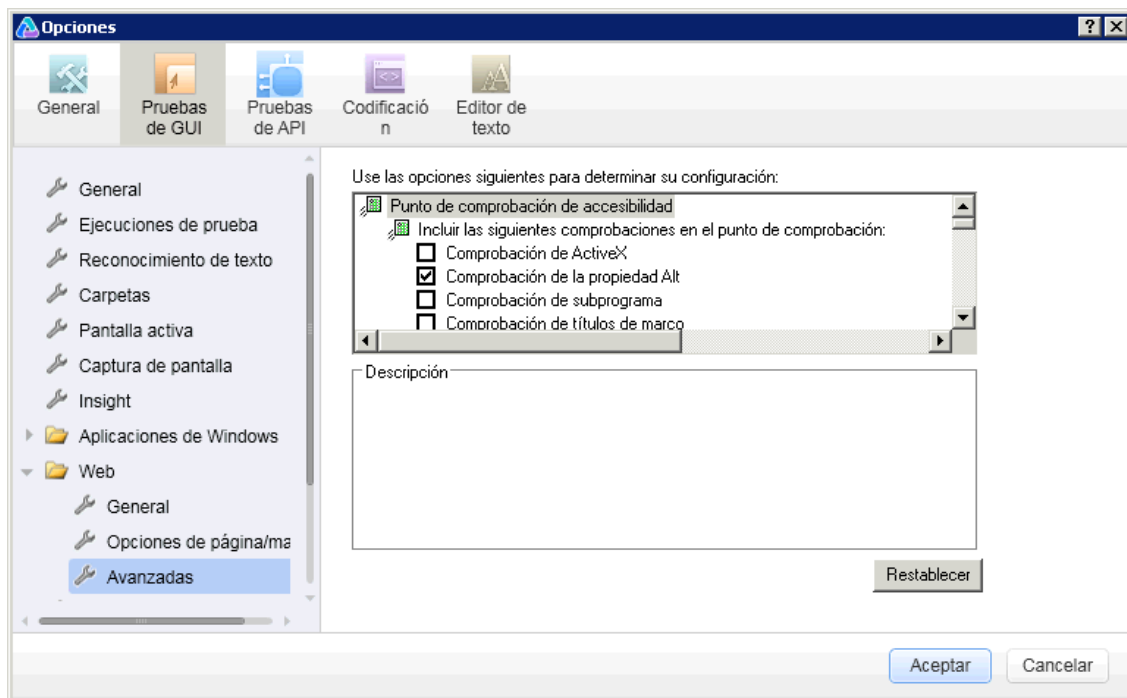 Opciones
General
Pruebas
de GUI
Pruebas
de API
Codificació
n
Editor de
texto
General
Ejecuciones de prueba
Reconocimiento de texto
Carpetas
Pantalla activa
Captura de pantalla
Insight
Aplicaciones de Windows
Web
General
Opciones de página/ma
Avanzadas
Use las opciones siguientes para determinar su configuración:
Punto de comprobación de accesibilidad
Incluir las siguientes comprobaciones en el punto de comprobación:
Comprobación de ActiveX
Comprobación de la propiedad Alt
Comprobación de subprograma
Comprobación de títulos de marco
Descripción
Restablecer
Aceptar
Cancelar